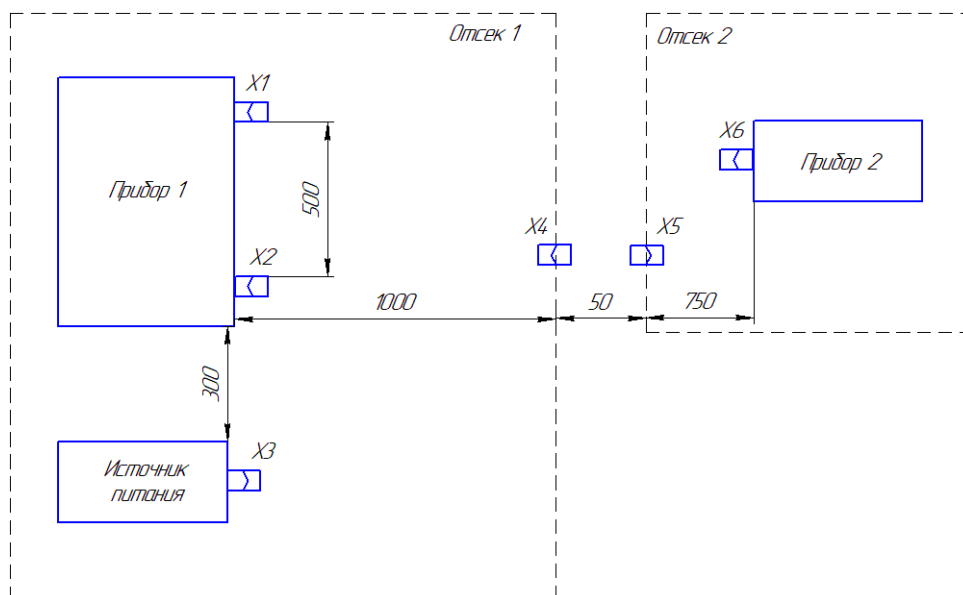 Отсек 1
Отсек 2
X1
X6
Прибор 1
Прибор 2
500
X4
X5
X2
1000
50
750
300
X3
Источник
питания